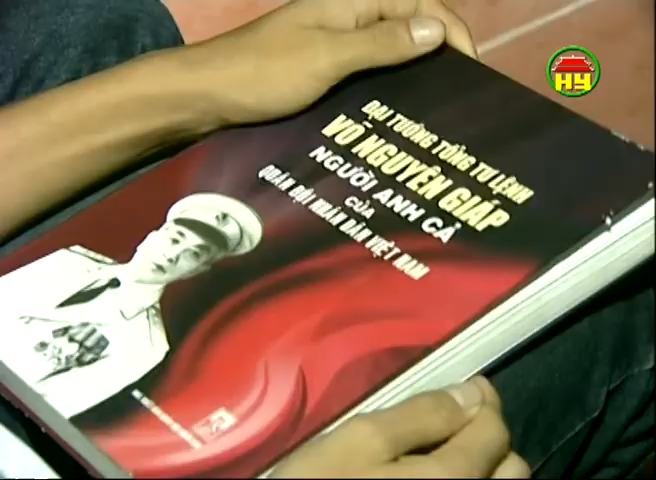 HY
ĐẠI TƯỚNG TỔNG TƯ LỆNH
VÕ NGUYÊN GIÁP
NGƯỜI ANH CẢ
CỦA
QUÂN ĐỘI NHÂN DÂN VIỆT NAM